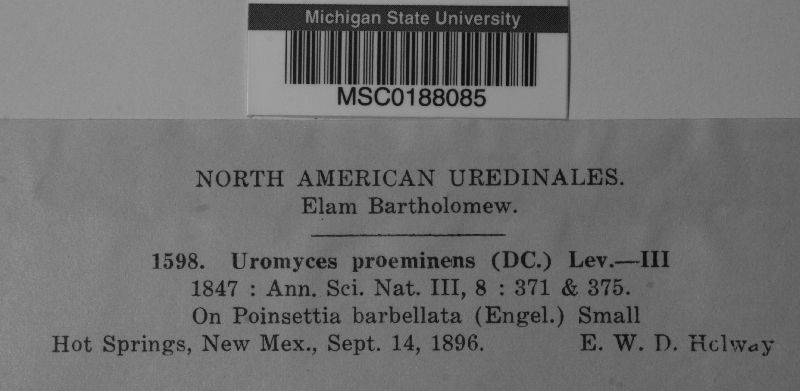 Michigan State University
MSC0188085
NORTH AMERICAN UREDINALES.
Elam Bartholomew.
1598. Uromyces proeminens (DC.) Lev.—III
1847 : Ann. Sci. Nat. III, 8 : 371 & 375.
On Poinsettia barbellata (Engel.) Small
Hot Springs, New Mex., Sept. 14, 1896. E. W. D. Holway